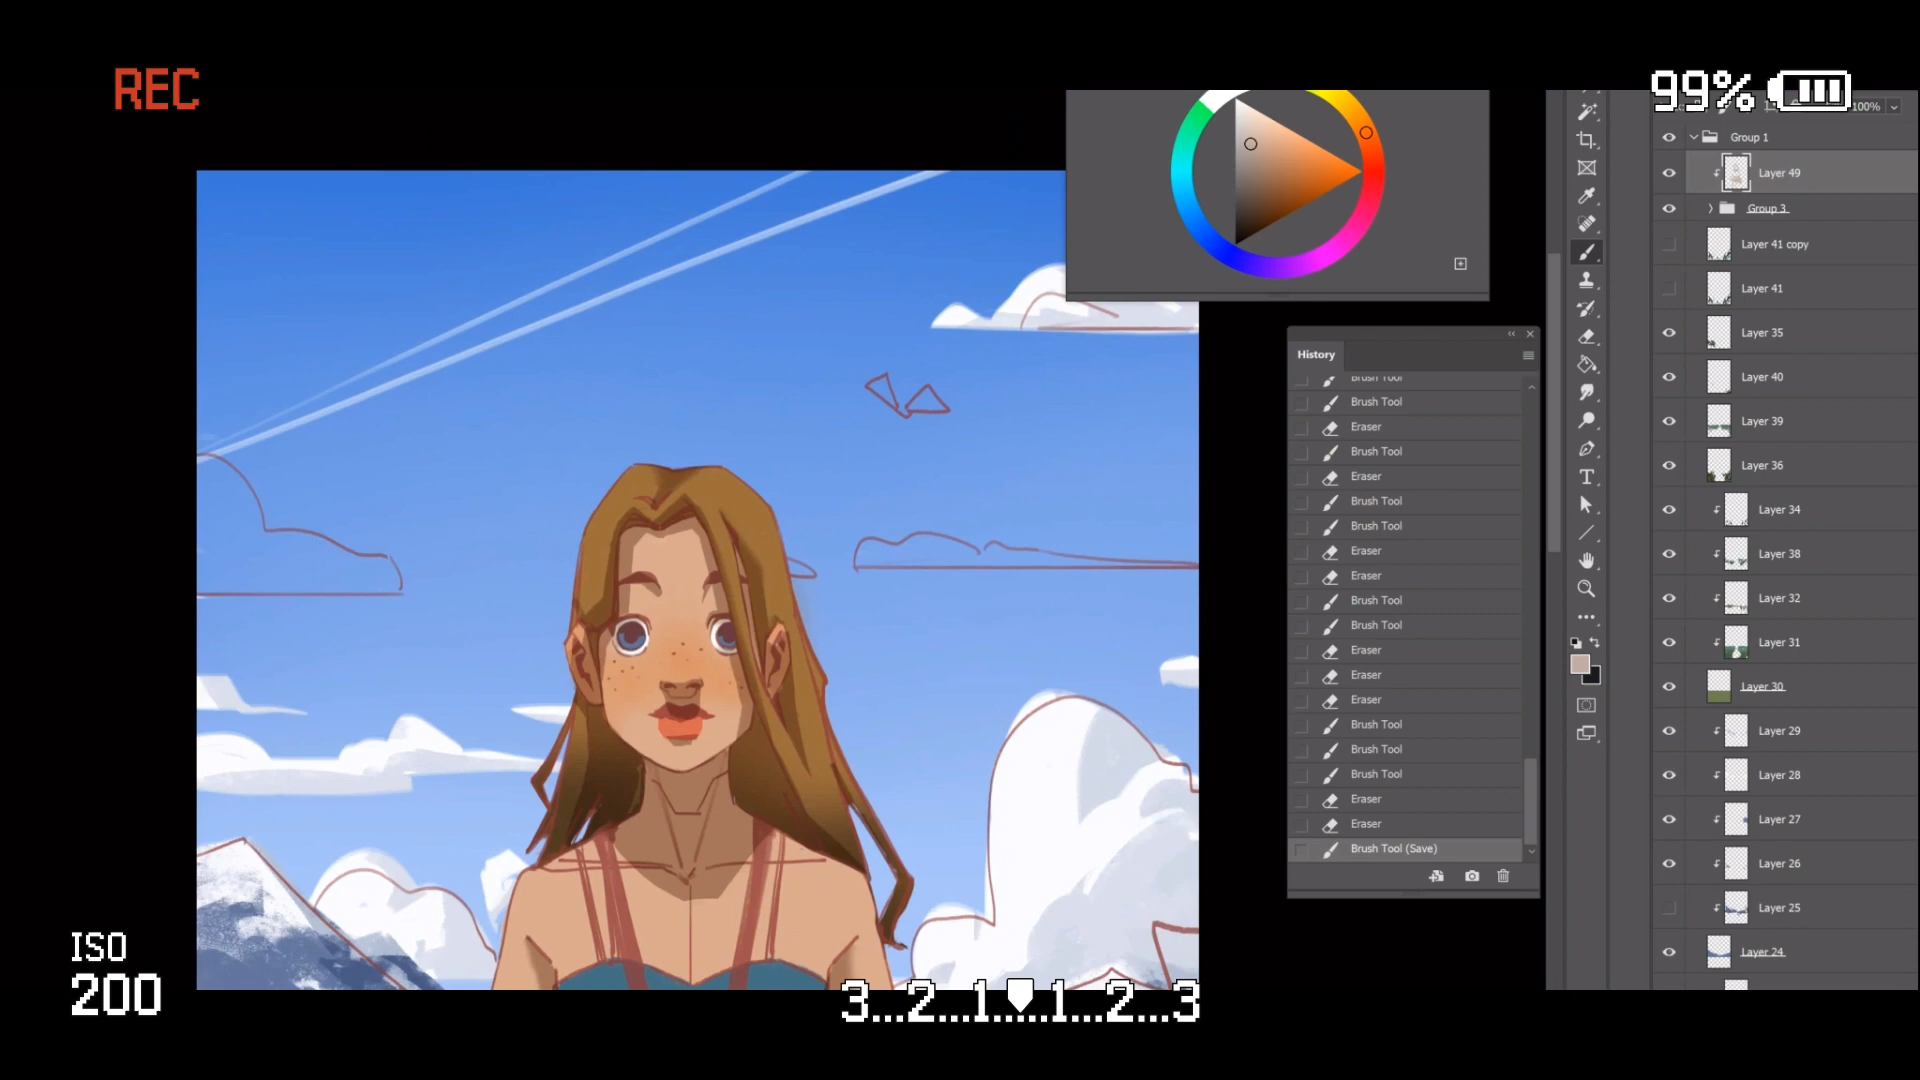 REC
99%
100%
Group 1
Layer 49
Group 3
Layer 41 copy
Layer 41
Layer 35
Layer 40
Layer 39
Layer 36
Layer 34
Layer 38
Layer 32
Layer 31
Layer 30
Layer 29
Layer 28
Layer 27
Layer 26
Layer 25
Layer 24
History
Brush Tool
Brush Tool
Eraser
Brush Tool
Eraser
Brush Tool
Brush Tool
Eraser
Eraser
Brush Tool
Brush Tool
Eraser
Eraser
Eraser
Brush Tool
Brush Tool
Brush Tool
Eraser
Eraser
Brush Tool (Save)
ISO
200
3...2...1...1...2...3